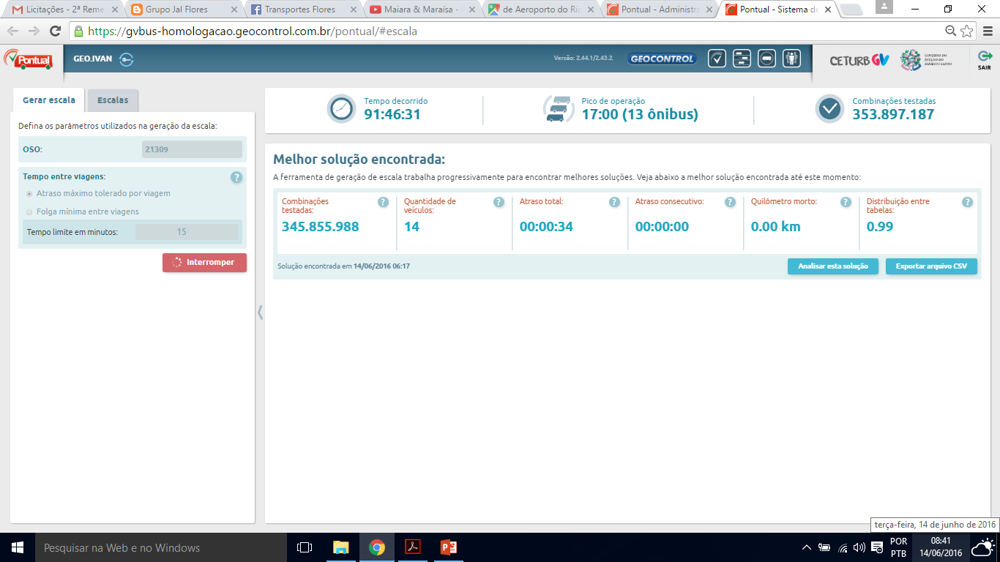 Licitações - 2ª Reme
Grupo Jal Flores
Transportes Flores
Maiara & Maraísa -
de Aeroporto do Rio
Pontual - Administra
Pontual - Sistema de
https://gvbus-homologacao.geocontrol.com.br/pontual/#escala
Pontual
GEO.IVAN
Versão: 2.44.1/2.43.2
GEOCONTROL
CETURB GV
GOVERNO DO
ESTADO DO
ESPÍRITO SANTO
SAIR
Gerar escala
Escalas
Defina os parâmetros utilizados na geração da escala:
OSO:
21309
Tempo entre viagens:
?
Atraso máximo tolerado por viagem
Folga mínima entre viagens
Tempo limite em minutos:
15
Interromper
Tempo decorrido
91:46:31
Pico de operação
17:00 (13 ônibus)
Combinações testadas
353.897.187
Melhor solução encontrada:
A ferramenta de geração de escala trabalha progressivamente para encontrar melhores soluções. Veja abaixo a melhor solução encontrada até este momento:
Combinações
testadas:
?
345.855.988
Quantidade de
veículos:
?
14
Atraso total:
?
00:00:34
Atraso consecutivo:
?
00:00:00
Quilômetro morto:
?
0.00 km
Distribuição entre
tabelas:
?
0.99
Solução encontrada em 14/06/2016 06:17
Analisar esta solução
Exportar arquivo CSV
terça-feira, 14 de junho de 2016
Pesquisar na Web e no Windows
POR
PTB
08:41
14/06/2016